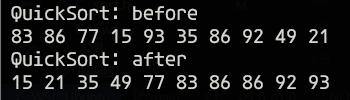 QuickSort: before
83 86 77 15 93 35 86 92 49 21
QuickSort: after
15 21 35 49 77 83 86 86 92 93